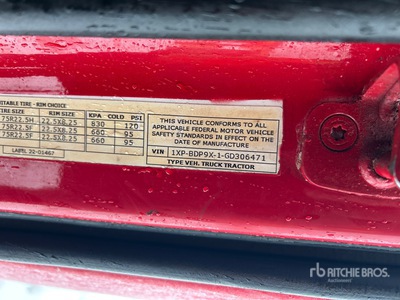 ITABLE TIRE - RIM CHOICE
TIRE SIZE RIM SIZE KPA COLD PSI
75R22.5H 22.5X8.25 830 120
75R22.5F 22.5X8.25 660 95
75R22.5F 22.5X8.25 660 95
LABEL 22-01467
THIS VEHICLE CONFORMS TO ALL
APPLICABLE FEDERAL MOTOR VEHICLE
SAFETY STANDARDS IN EFFECT ON THE
DATE OF MANUFACTURE
VIN 1XP-BDP9X-1-GD306471
TYPE VEH. TRUCK TRACTOR
rb RITCHIE BROS.
Auctioneers